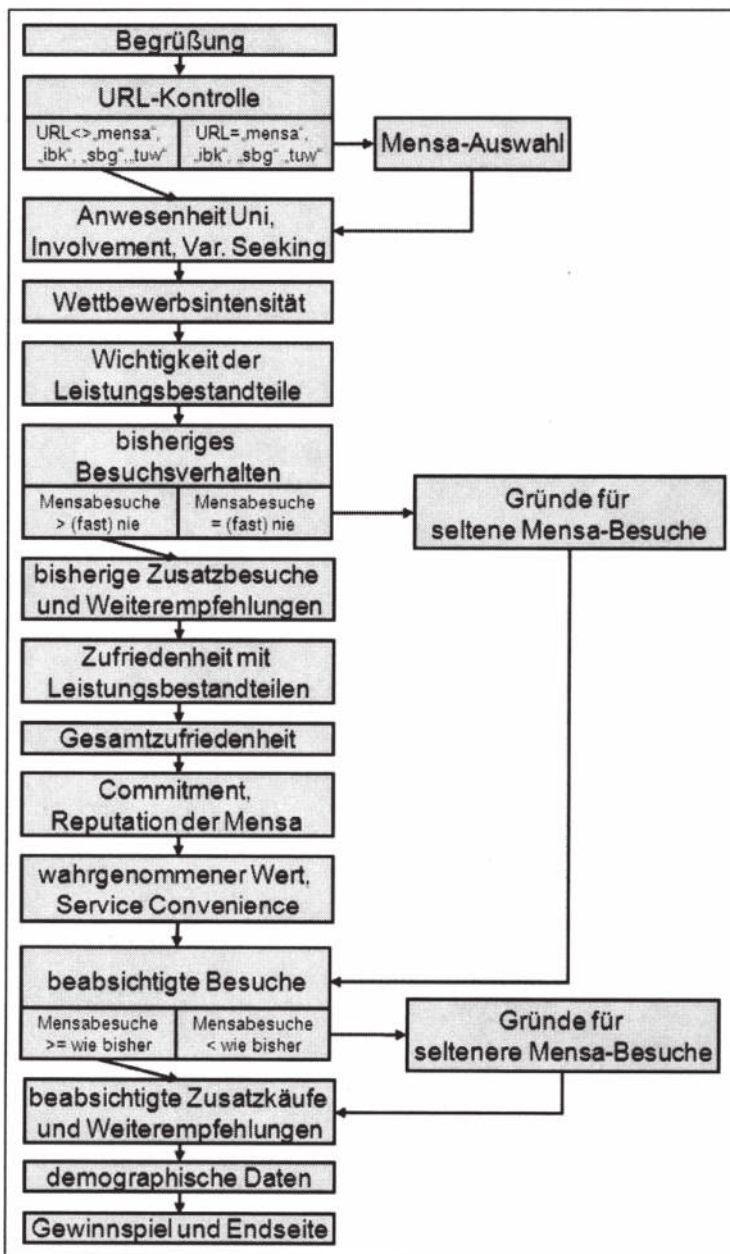 Begrüßung
URL-Kontrolle
URL<>„mensa“,
„ibk“, „sbg“ „tuw“
URL=„mensa“,
„ibk“, „sbg“ „tuw“
Mensa-Auswahl
Anwesenheit Uni,
Involvement, Var. Seeking
Wettbewerbsintensität
Wichtigkeit der
Leistungsbestandteile
bisheriges
Besuchsverhalten
Mensabesuche
> (fast) nie
Mensabesuche
= (fast) nie
Gründe für
seltene Mensa-Besuche
bisherige Zusatzbesuche
und Weiterempfehlungen
Zufriedenheit mit
Leistungsbestandteilen
Gesamtzufriedenheit
Commitment,
Reputation der Mensa
wahrgenommener Wert,
Service Convenience
beabsichtigte Besuche
Mensabesuche
>= wie bisher
Mensabesuche
< wie bisher
Gründe für
seltenere Mensa-Besuche
beabsichtigte Zusatzkäufe
und Weiterempfehlungen
demographische Daten
Gewinnspiel und Endseite